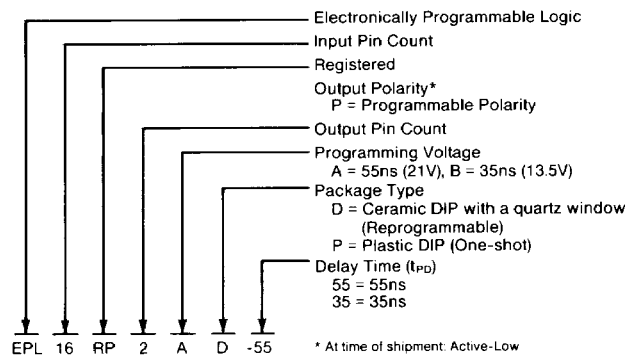 Electronically Programmable Logic
Input Pin Count
Registered
Output Polarity*
P = Programmable Polarity
Output Pin Count
Programming Voltage
A = 55ns (21V), B = 35ns (13.5V)
Package Type
D = Ceramic DIP with a quartz window
(Reprogrammable)
P = Plastic DIP (One-shot)
Delay Time (tPD)
55 = 55ns
35 = 35ns
EPL 16 RP 2 A D -55
* At time of shipment: Active-Low